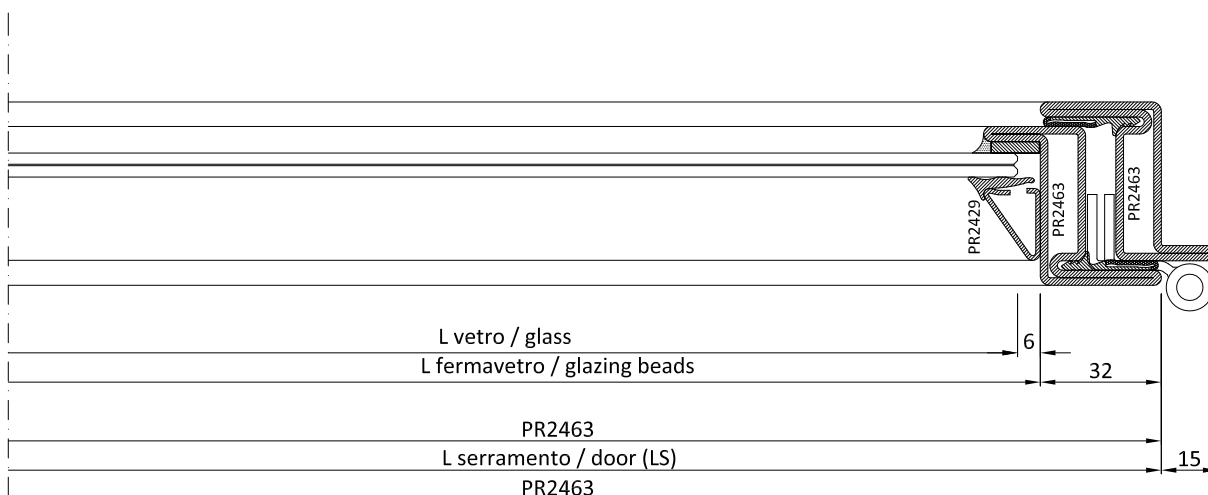 PR2429
PR2463
PR2463
L vetro / glass
6
L fermavetro / glazing beads
32
PR2463
L serramento / door (LS)
15
PR2463